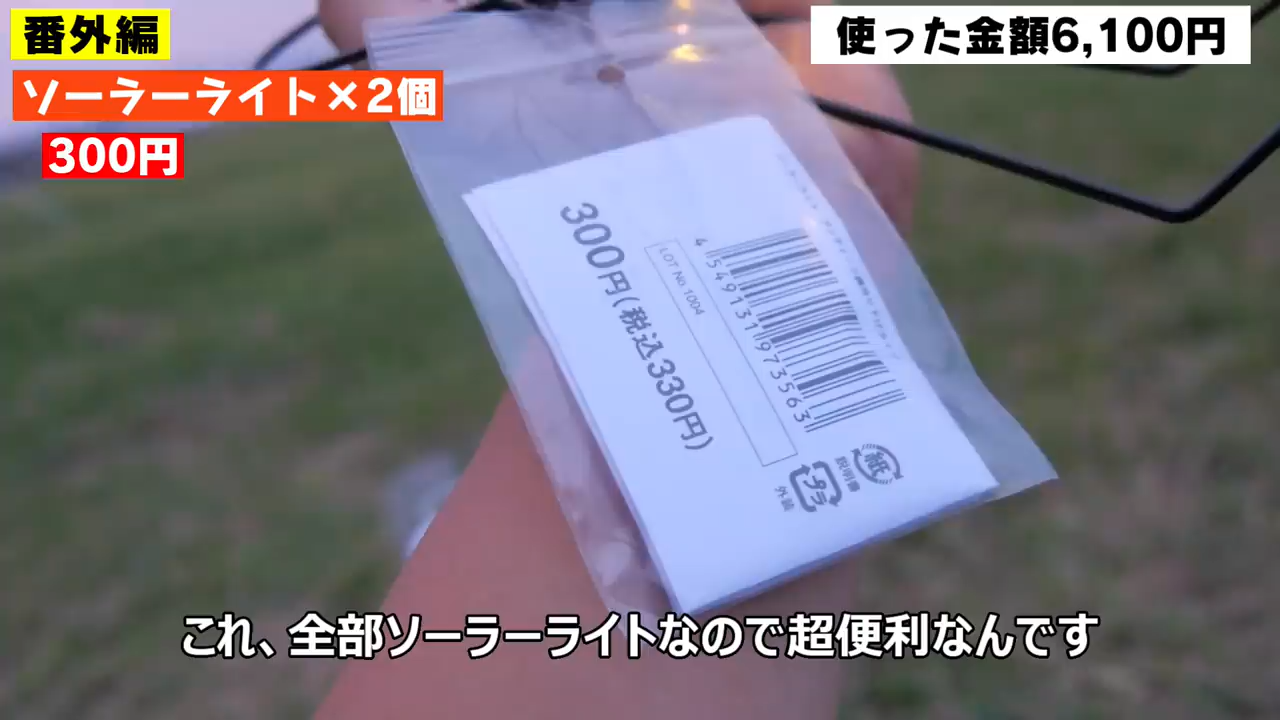 番外編
使った金額6,100円
ソーラーライト×2個
300円
300円(税込330円)
LOT No.1004
4 549131 973563
紙
説明書
プラ
外装
これ、全部ソーラーライトなので超便利なんです